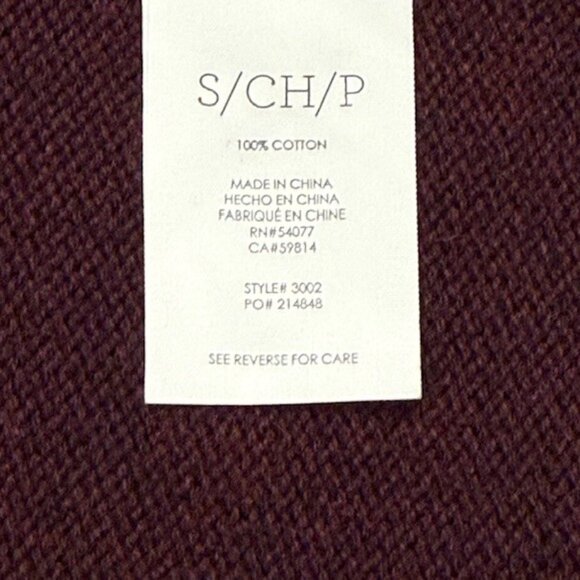 S/CH/P
100% COTTON
MADE IN CHINA
HECHO EN CHINA
FABRIQUÉ EN CHINE
RN#54077
CA#59814
STYLE# 3002
PO# 214848
SEE REVERSE FOR CARE